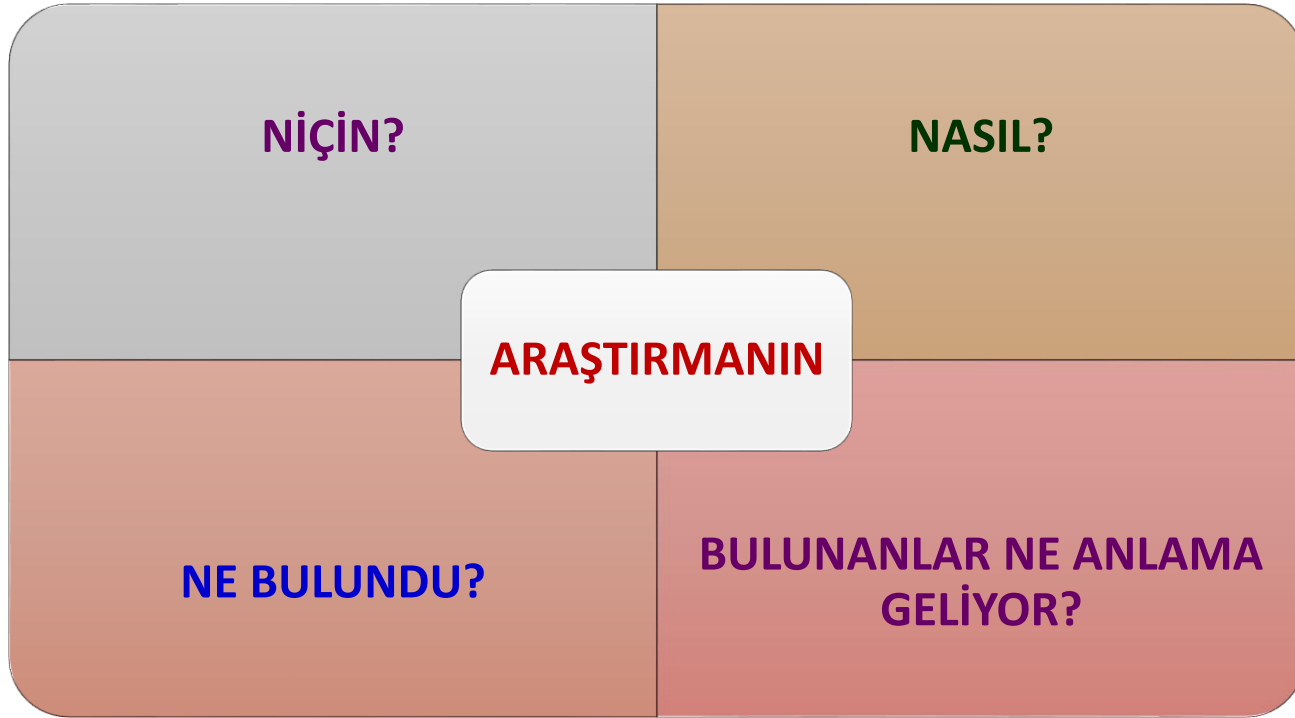 NİÇİN?
NASIL?
ARAŞTIRMANIN
NE BULUNDU?
BULUNANLAR NE ANLAMA
GELİYOR?